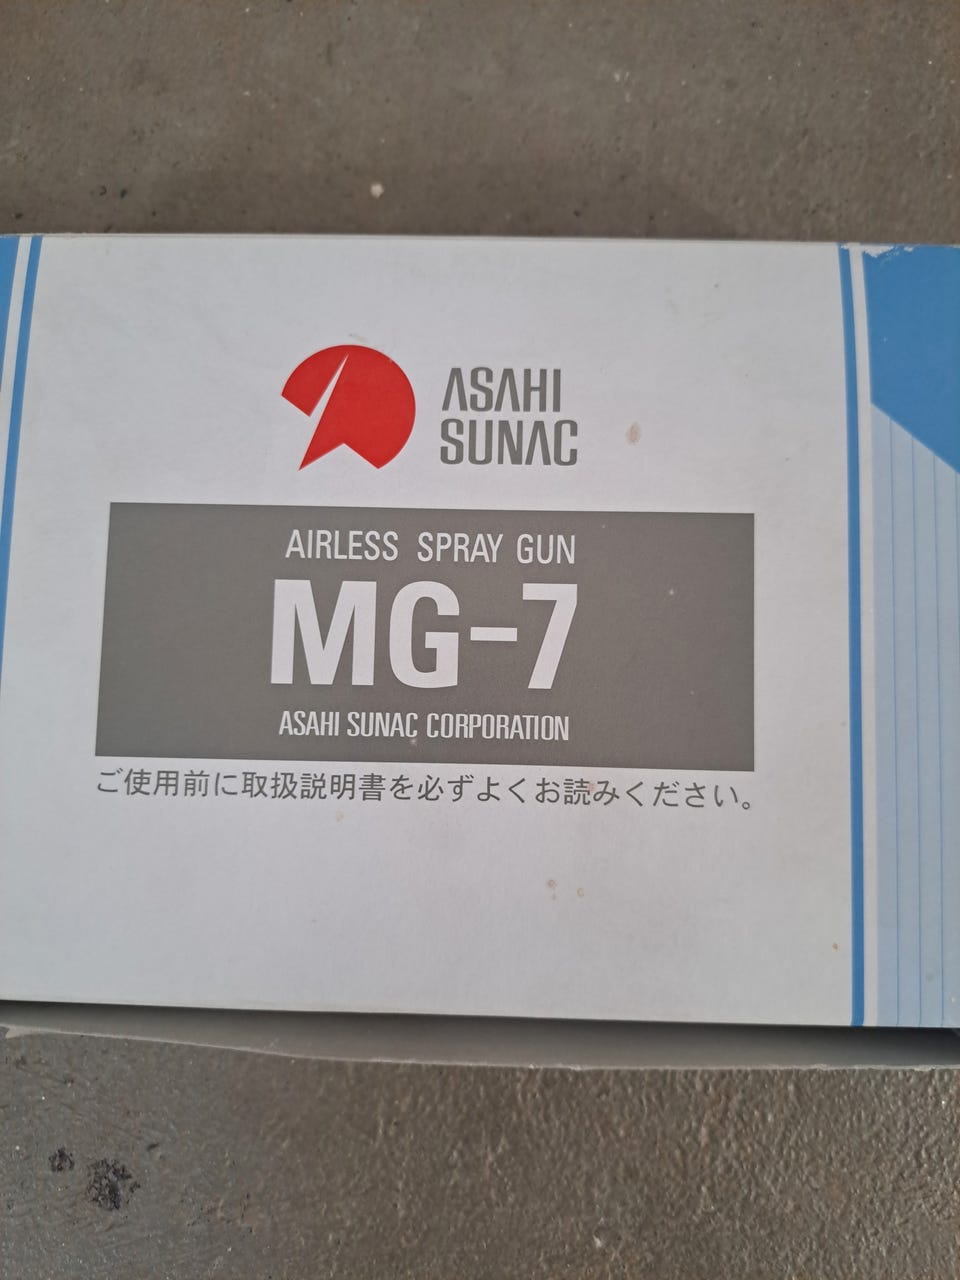 ASAHI
SUNAC
AIRLESS SPRAY GUN
MG-7
ASAHI SUNAC CORPORATION
ご使用前に取扱説明書を必ずよくお読みください。